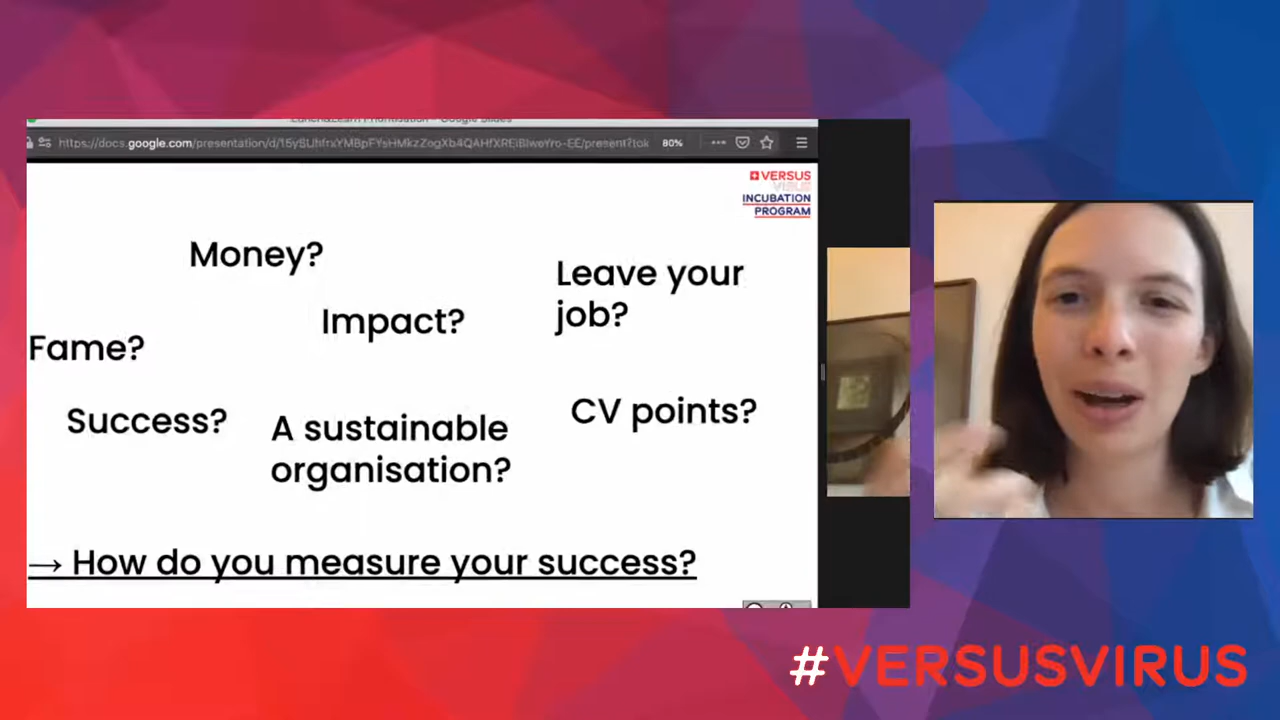 80%
VERSUS
VIRUS
INCUBATION
PROGRAM
Money?
Leave your
job?
Impact?
Fame?
CV points?
Success?
A sustainable
organisation?
→ How do you measure your success?
#VERSUSVIRUS